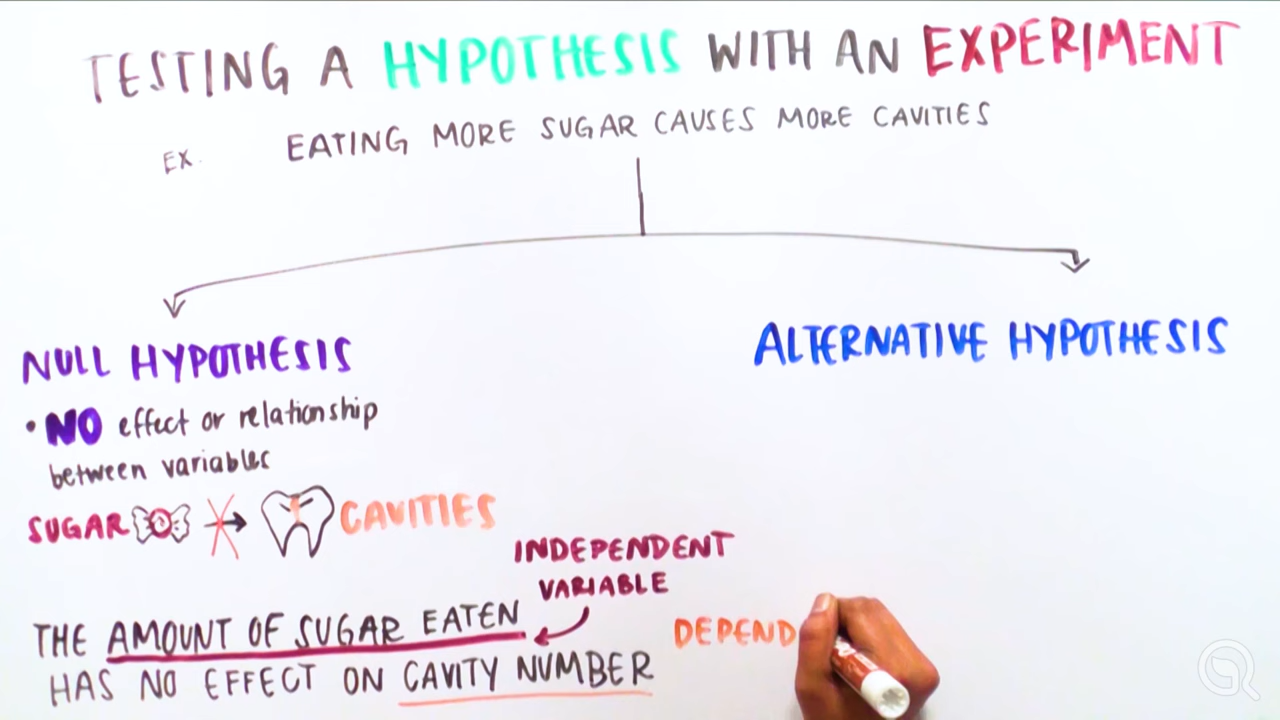 TESTING A HYPOTHESIS WITH AN EXPERIMENT
EX. EATING MORE SUGAR CAUSES MORE CAVITIES
NULL HYPOTHESIS
• NO effect or relationship
between variables
SUGAR CAVITIES
INDEPENDENT
VARIABLE
THE AMOUNT OF SUGAR EATEN
HAS NO EFFECT ON CAVITY NUMBER
DEPEND
ALTERNATIVE HYPOTHESIS